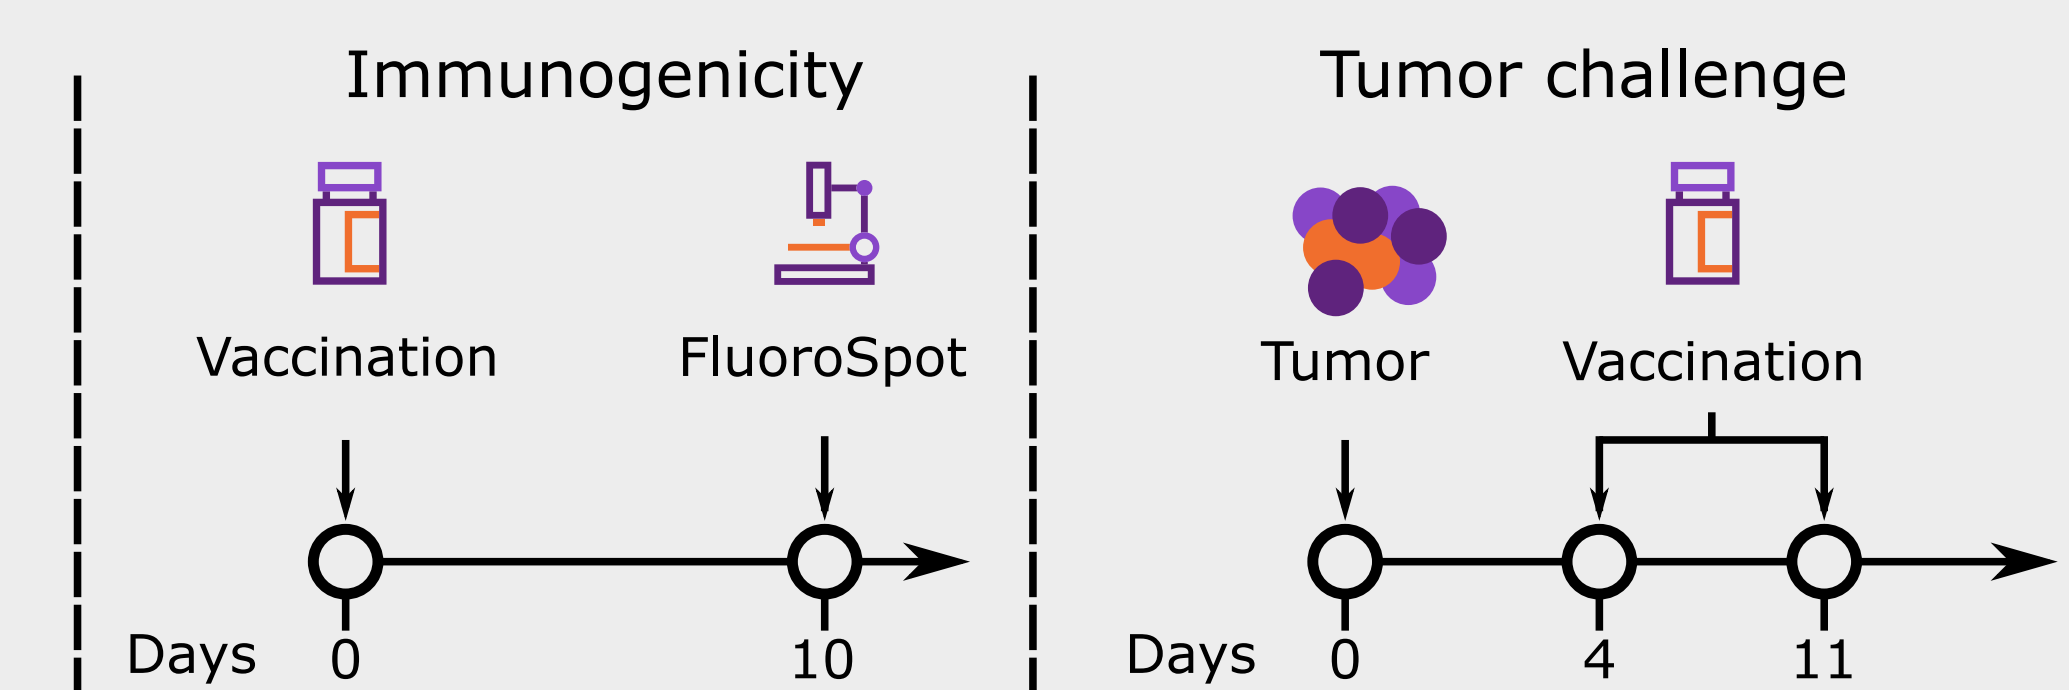 Immunogenicity
Vaccination
FluoroSpot
Days 0 10
Tumor challenge
Tumor
Vaccination
Days 0 4 11